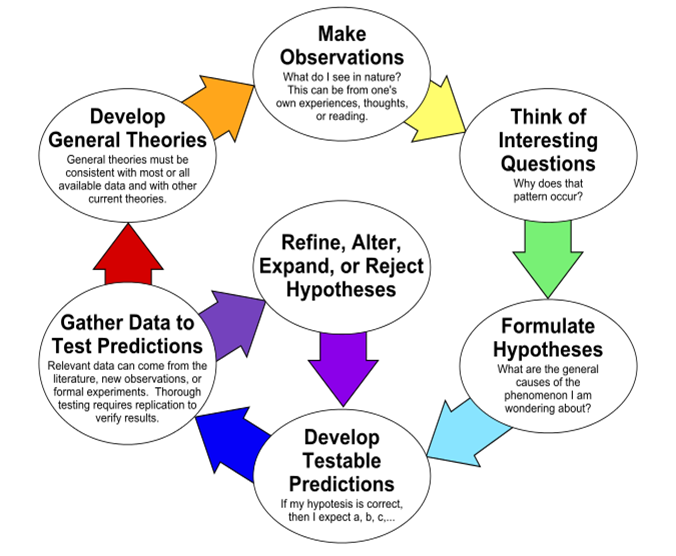 Make
Observations
What do I see in nature?
This can be from one's
own experiences, thoughts,
or reading.
Think of
Interesting
Questions
Why does that
pattern occur?
Formulate
Hypotheses
What are the general
causes of the
phenomenon I am
wondering about?
Develop
Testable
Predictions
If my hypotesis is correct,
then I expect a, b, c,...
Gather Data to
Test Predictions
Relevant data can come from the
literature, new observations, or
formal experiments. Thorough
testing requires replication to
verify results.
Refine, Alter,
Expand, or Reject
Hypotheses
Develop
General Theories
General theories must be
consistent with most or all
available data and with other
current theories.